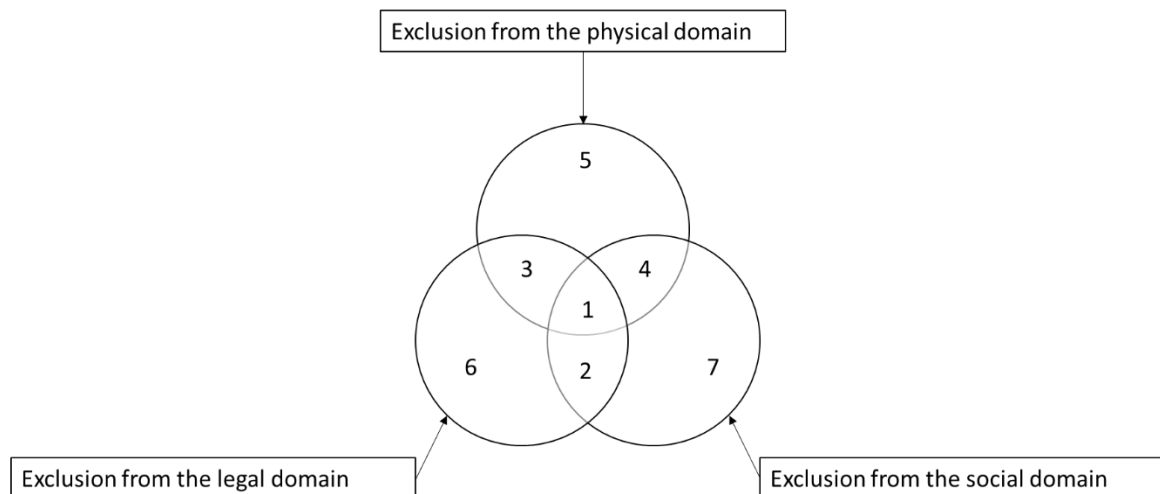 Exclusion from the physical domain
5
3
4
1
6
2
7
Exclusion from the legal domain
Exclusion from the social domain